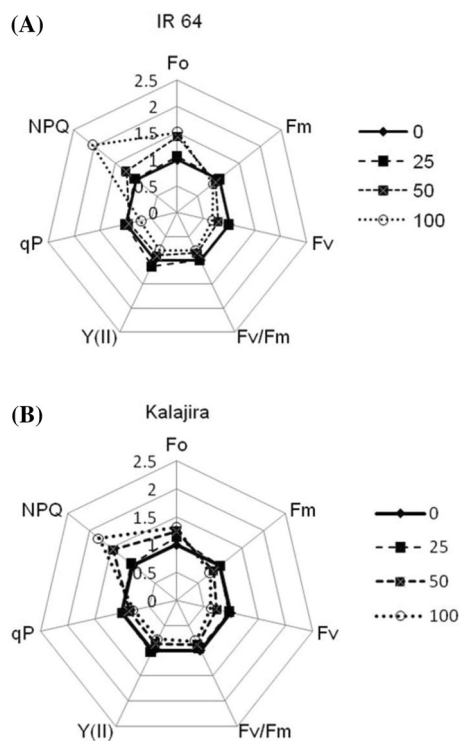 (A)
IR 64
Fo
2.5
2
1.5
1
0.5
0
Fm
Fv
Fv/Fm
Y(II)
qP
NPQ
0
25
50
100
(B)
Kalajira
Fo
2.5
2
1.5
1
0.5
0
Fm
Fv
Fv/Fm
Y(II)
qP
NPQ
0
25
50
100